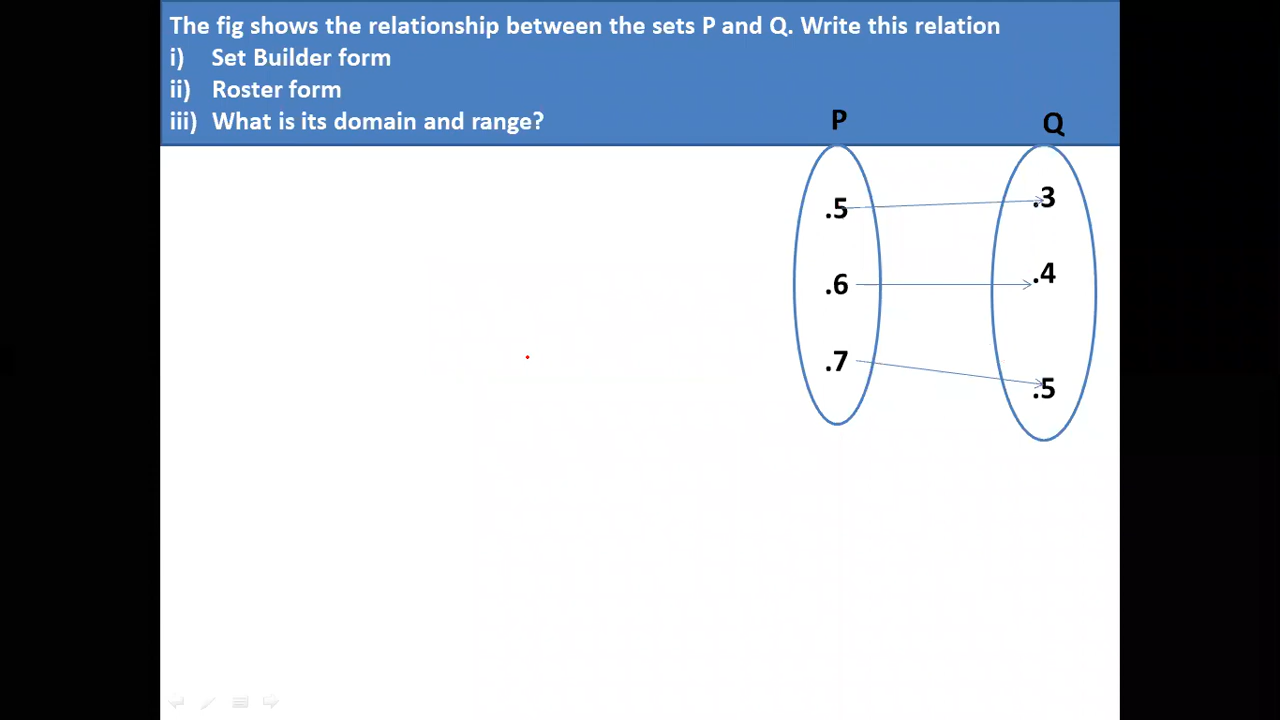 The fig shows the relationship between the sets P and Q. Write this relation
i) Set Builder form
ii) Roster form
iii) What is its domain and range?
P Q
.5 .3
.6 .4
.7 .5